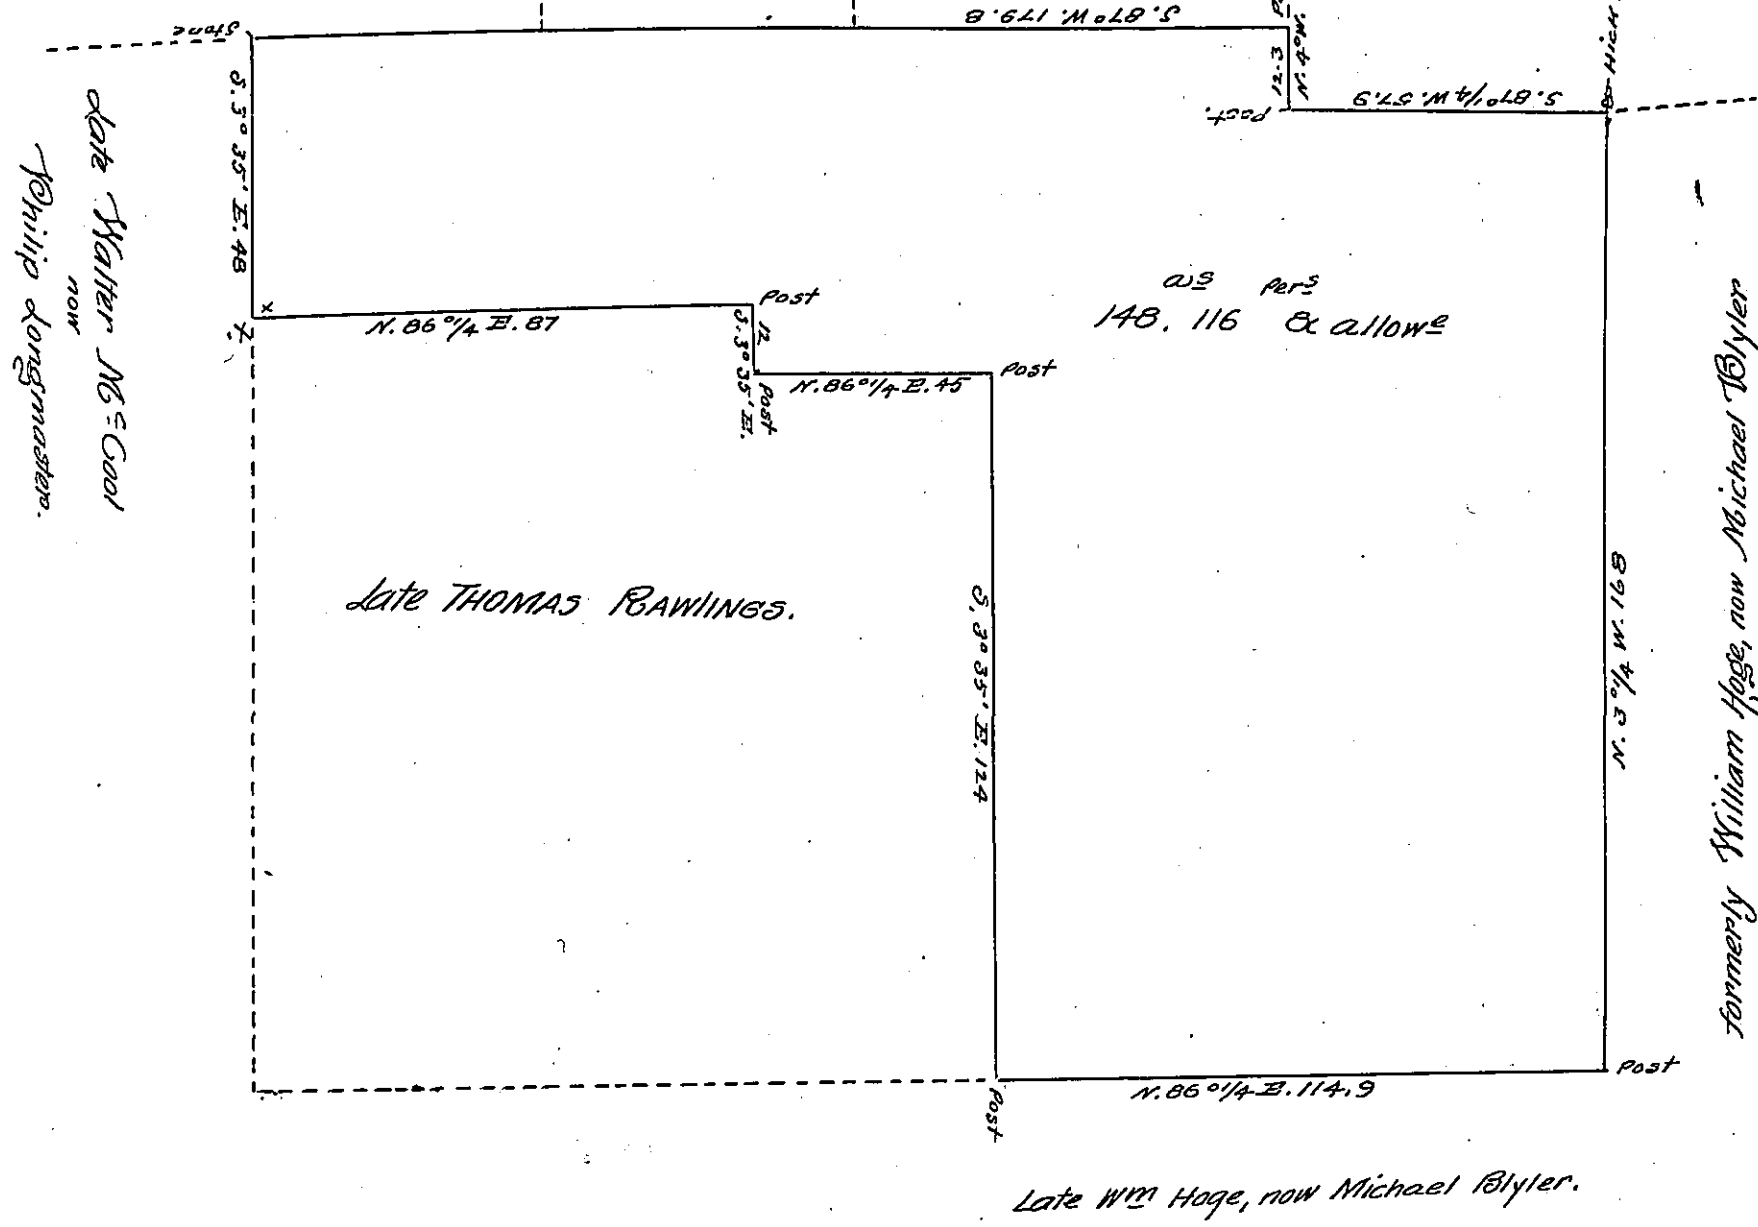 S. 87° W. 179.8
N. 4° W.
12.3
HicK
Stone
S. 87°1/4 W. 57.9
Post.
S. 3° 35' E. 48
Late Walter McCool
now
Philip Longmaster.
as Pers
148. 116 & allowe
Post
N. 86°1/4 E. 87
12
S. 3° 35' E.
Post
N. 86°1/4 E. 45
Post
formerly William Hoge, now Michael Blyler
Late THOMAS RAWLINGS.
S. 3° 35' E. 124
N. 3°1/4 W. 168
Post
N. 86°1/4 E. 114.9
Post
Late Wm Hoge, now Michael Blyler.